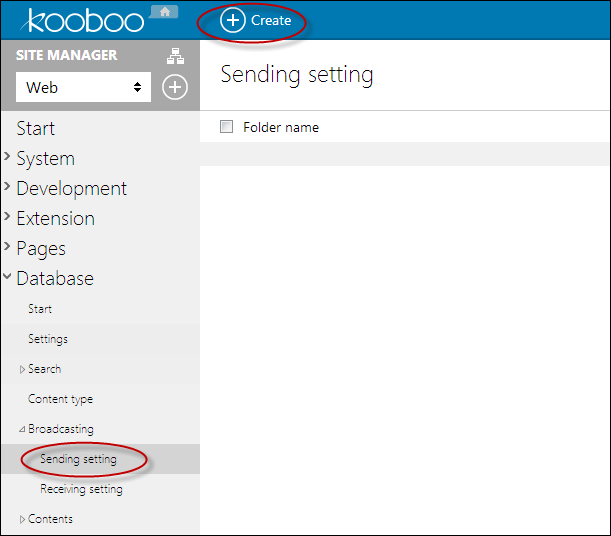 kooboo
Create
SITE MANAGER
Web
Sending setting
Folder name
Start
System
Development
Extension
Pages
Database
Start
Settings
Search
Content type
Broadcasting
Sending setting
Receiving setting
Contents